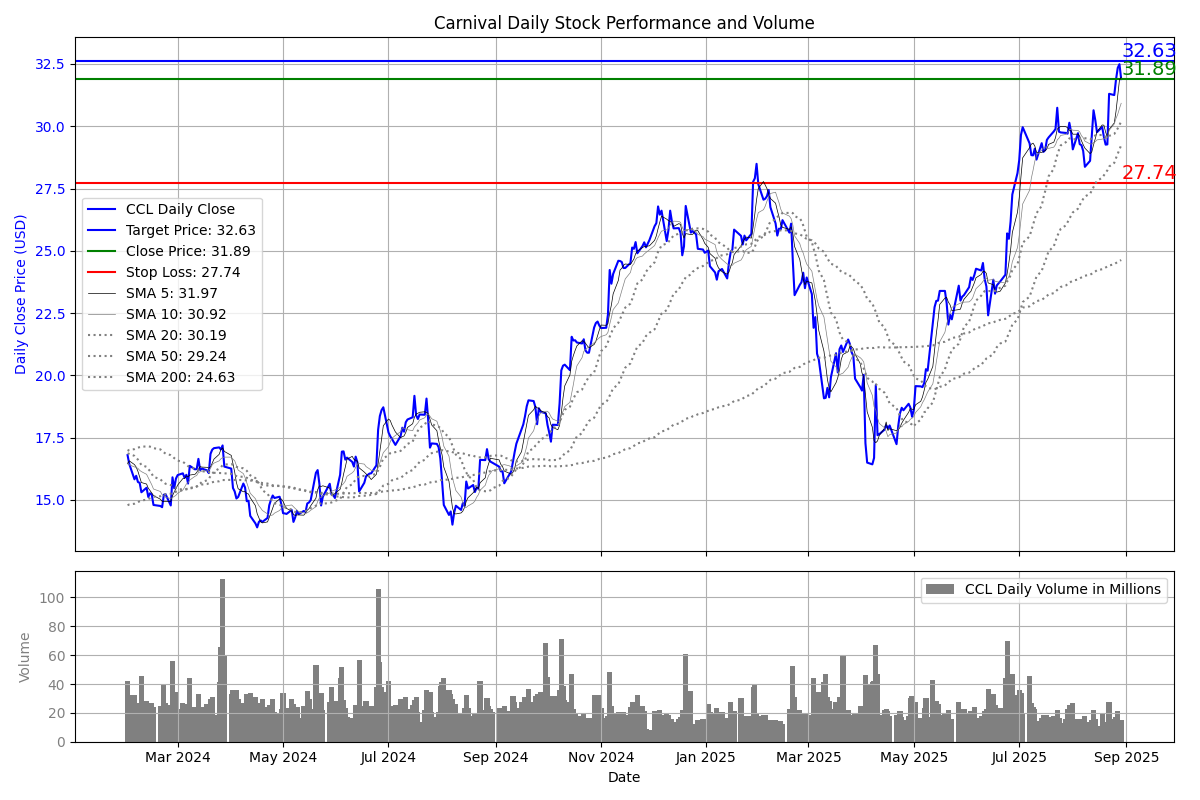 Carnival Daily Stock Performance and Volume
32.63
31.89
27.74
32.5
30.0
27.5
25.0
22.5
20.0
17.5
15.0
Daily Close Price (USD)
CCL Daily Close
Target Price: 32.63
Close Price: 31.89
Stop Loss: 27.74
SMA 5: 31.97
SMA 10: 30.92
SMA 20: 30.19
SMA 50: 29.24
SMA 200: 24.63
CCL Daily Volume in Millions
100
80
60
40
20
0
Volume
Mar 2024 May 2024 Jul 2024 Sep 2024 Nov 2024 Jan 2025 Mar 2025 May 2025 Jul 2025 Sep 2025
Date